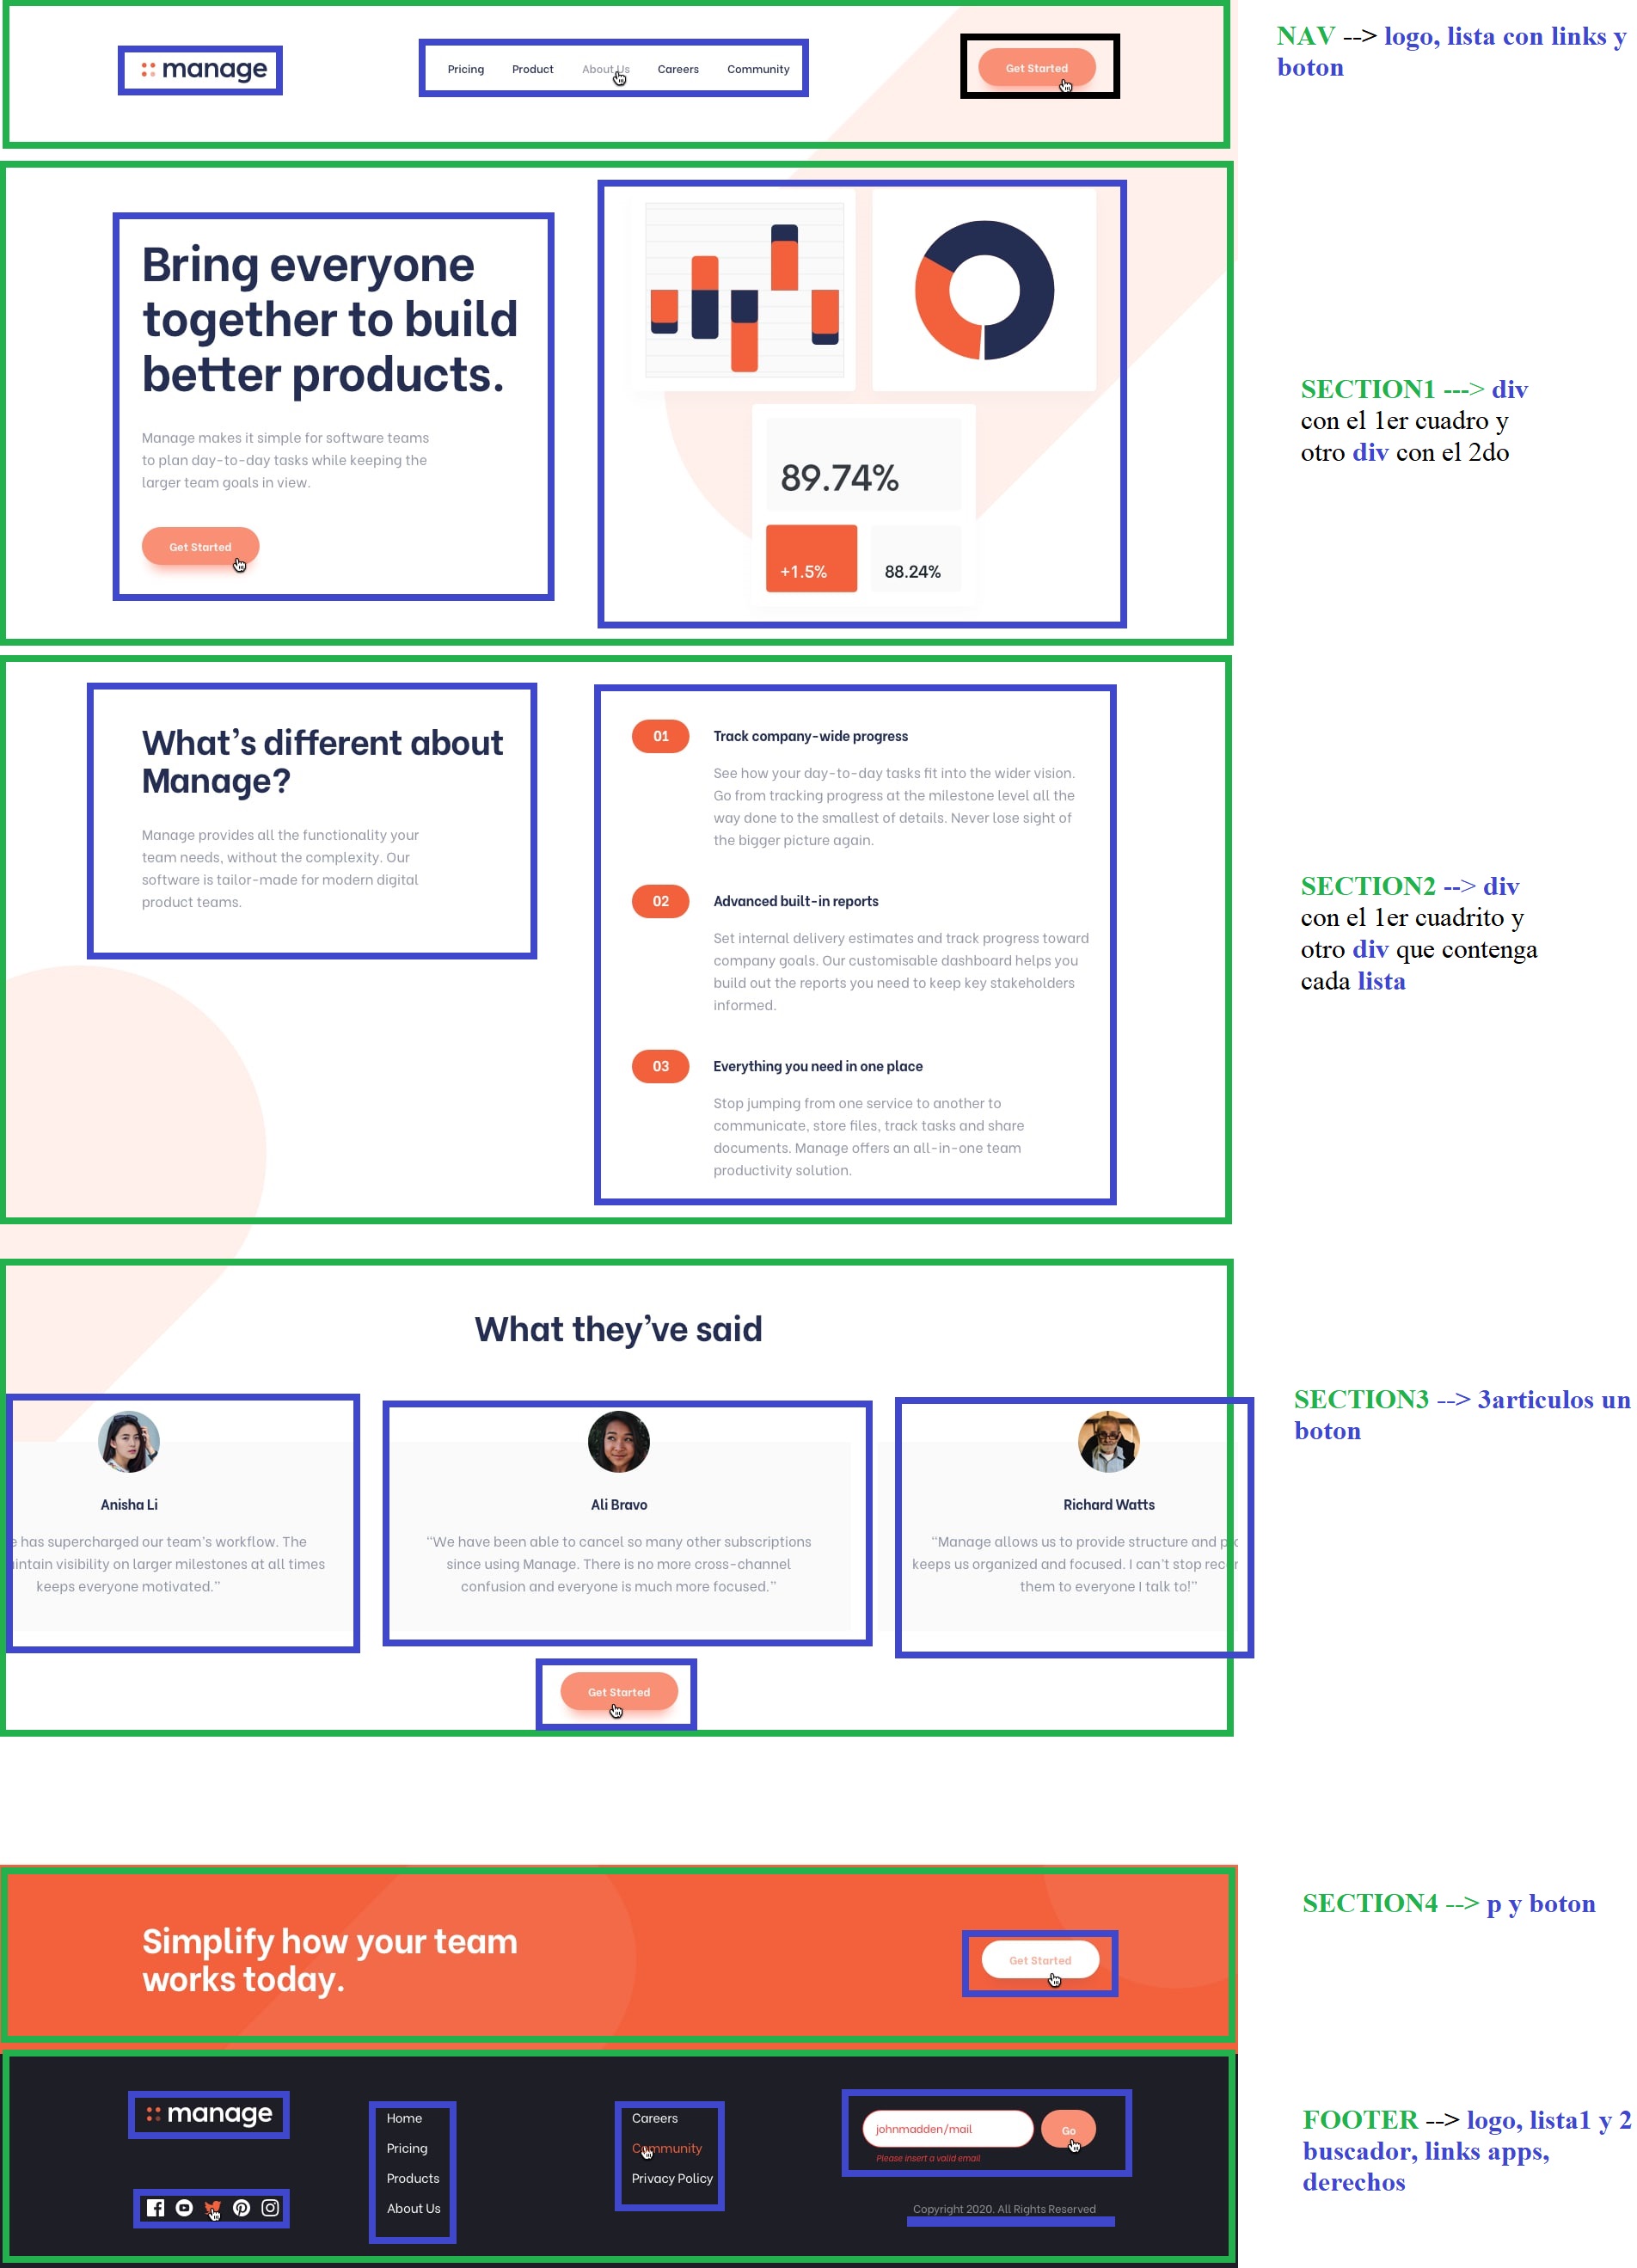 manage
Pricing
Product
About Us
Careers
Community
Get Started
NAV --> logo, lista con links y
boton
Bring everyone
together to build
better products.
Manage makes it simple for software teams
to plan day-to-day tasks while keeping the
larger team goals in view.
Get Started
89.74%
+1.5%
88.24%
SECTION1 ---> div
con el 1er cuadro y
otro div con el 2do
What's different about
Manage?
Manage provides all the functionality your
team needs, without the complexity. Our
software is tailor-made for modern digital
product teams.
01
Track company-wide progress
See how your day-to-day tasks fit into the wider vision.
Go from tracking progress at the milestone level all the
way done to the smallest of details. Never lose sight of
the bigger picture again.
02
Advanced built-in reports
Set internal delivery estimates and track progress toward
company goals. Our customisable dashboard helps you
build out the reports you need to keep key stakeholders
informed.
03
Everything you need in one place
Stop jumping from one service to another to
communicate, store files, track tasks and share
documents. Manage offers an all-in-one team
productivity solution.
SECTION2 --> div
con el 1er cuadrito y
otro div que contenga
cada lista
What they've said
Anisha Li
has supercharged our team's workflow. The
visibility on larger milestones at all times
keeps everyone motivated.”
Ali Bravo
“We have been able to cancel so many other subscriptions
since using Manage. There is no more cross-channel
confusion and everyone is much more focused.”
Richard Watts
“Manage allows us to provide structure and
keeps us organized and focused. I can't stop
them to everyone I talk to!”
Get Started
SECTION3 --> 3articulos un
boton
Simplify how your team
works today.
Get Started
SECTION4 --> p y boton
manage
Home
Pricing
Products
About Us
Careers
Community
Privacy Policy
johnmadden/mail
Go
Please insert a valid email
Copyright 2020. All Rights Reserved
FOOTER --> logo, lista1 y 2
buscador, links apps,
derechos